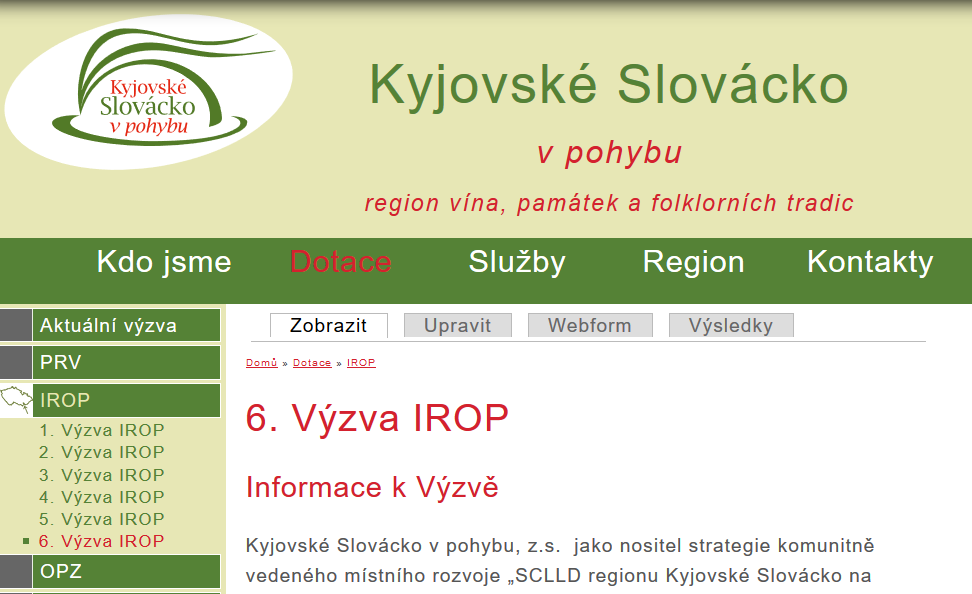 Kyjovské
Slovácko
v pohybu
Kyjovské Slovácko
v pohybu
region vína, památek a folklorních tradic
Kdo jsme Dotace Služby Region Kontakty
Aktuální výzva
PRV
IROP
1. Výzva IROP
2. Výzva IROP
3. Výzva IROP
4. Výzva IROP
5. Výzva IROP
6. Výzva IROP
OPZ
Zobrazit Upravit Webform Výsledky
Domů » Dotace » IROP
6. Výzva IROP
Informace k Výzvě
Kyjovské Slovácko v pohybu, z.s. jako nositel strategie komunitně
vedeného místního rozvoje „SCLLD regionu Kyjovské Slovácko na